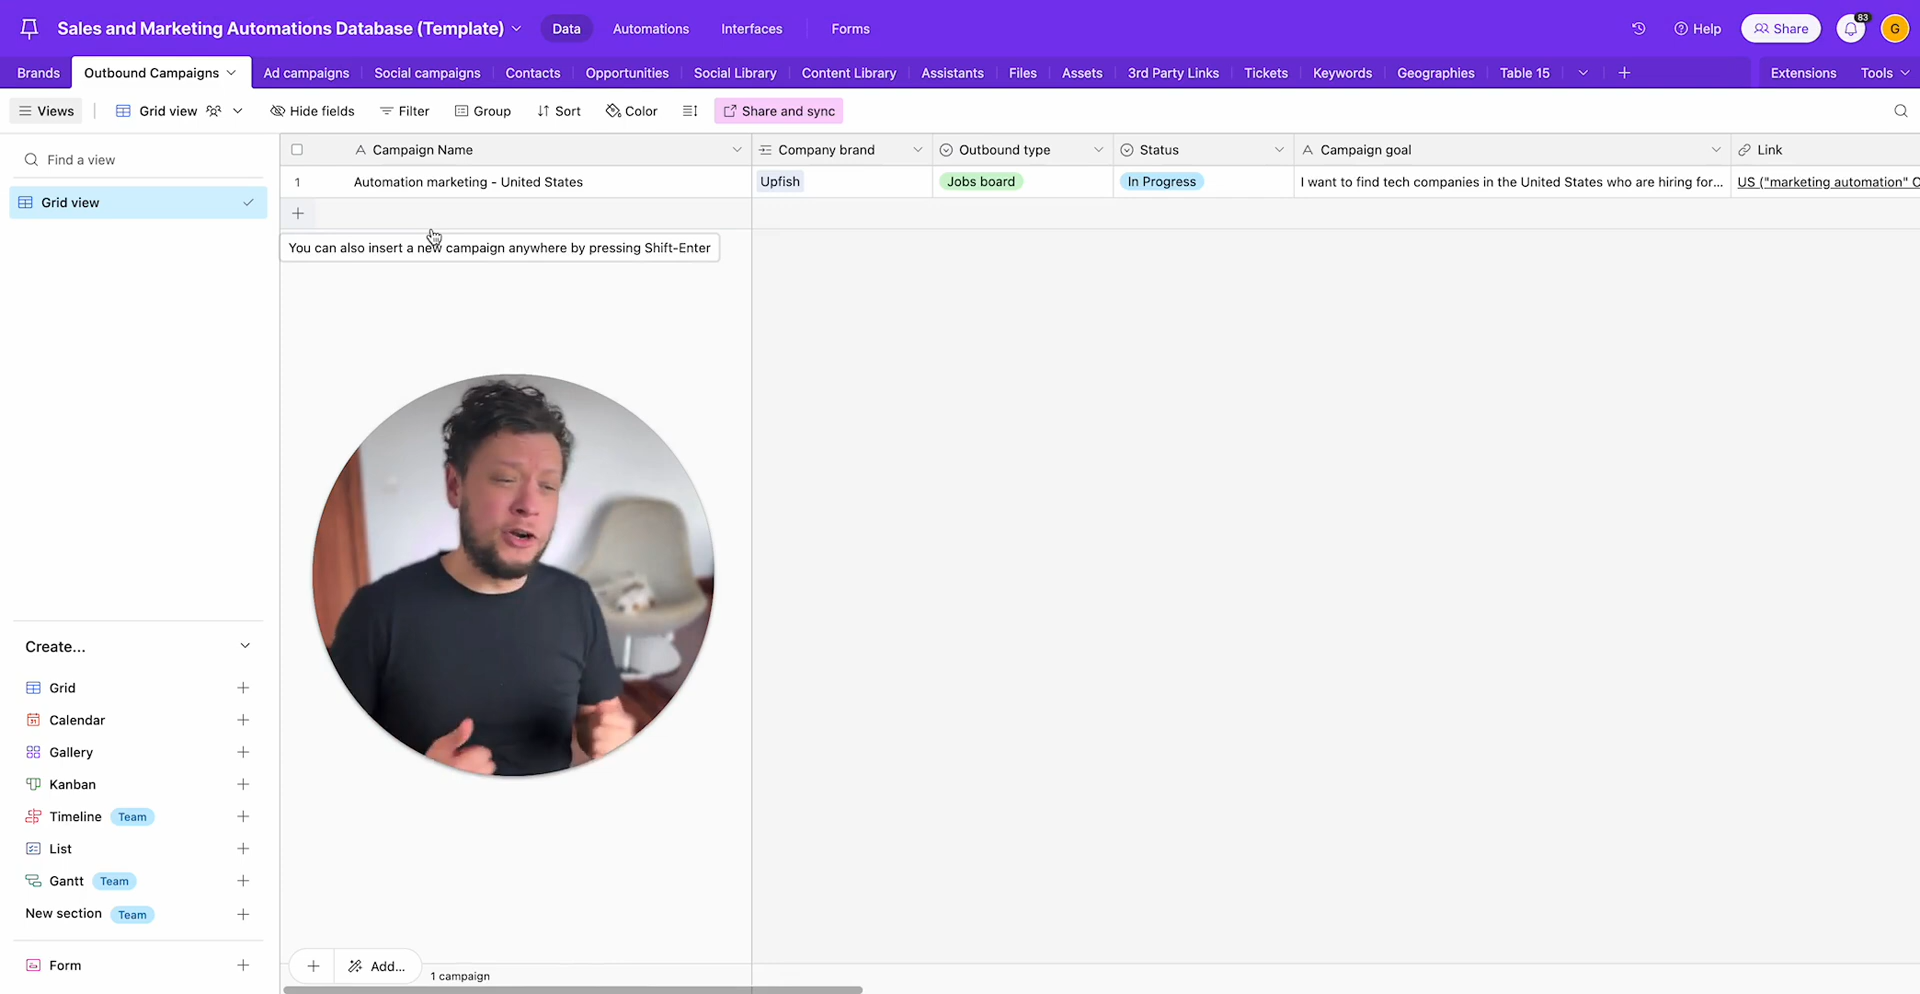 Sales and Marketing Automations Database (Template)
Data
Automations
Interfaces
Forms
Help
Share
83
G
Brands
Outbound Campaigns
Ad campaigns
Social campaigns
Contacts
Opportunities
Social Library
Content Library
Assistants
Files
Assets
3rd Party Links
Tickets
Keywords
Geographies
Table 15
Extensions
Tools
Views
Grid view
Hide fields
Filter
Group
Sort
Color
Share and sync
Find a view
Grid view
Campaign Name
Company brand
Outbound type
Status
Campaign goal
Link
1
Automation marketing - United States
Upfish
Jobs board
In Progress
I want to find tech companies in the United States who are hiring for...
US ("marketing automation" O
You can also insert a new campaign anywhere by pressing Shift-Enter
Create...
Grid
Calendar
Gallery
Kanban
Timeline Team
List
Gantt Team
New section Team
Form
Add...
1 campaign